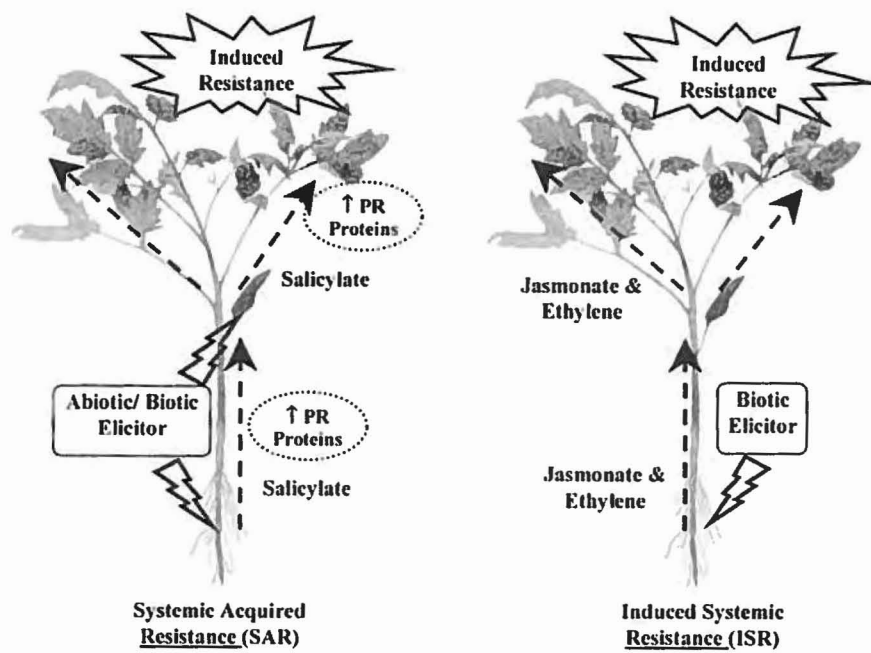 Induced
Resistance
↑ PR
Proteins
Salicylate
Abiotic/ Biotic
Elicitor
↑ PR
Proteins
Salicylate
Systemic Acquired
Resistance (SAR)
Induced
Resistance
Jasmonate &
Ethylene
Biotic
Elicitor
Jasmonate &
Ethylene
Induced Systemic
Resistance (ISR)